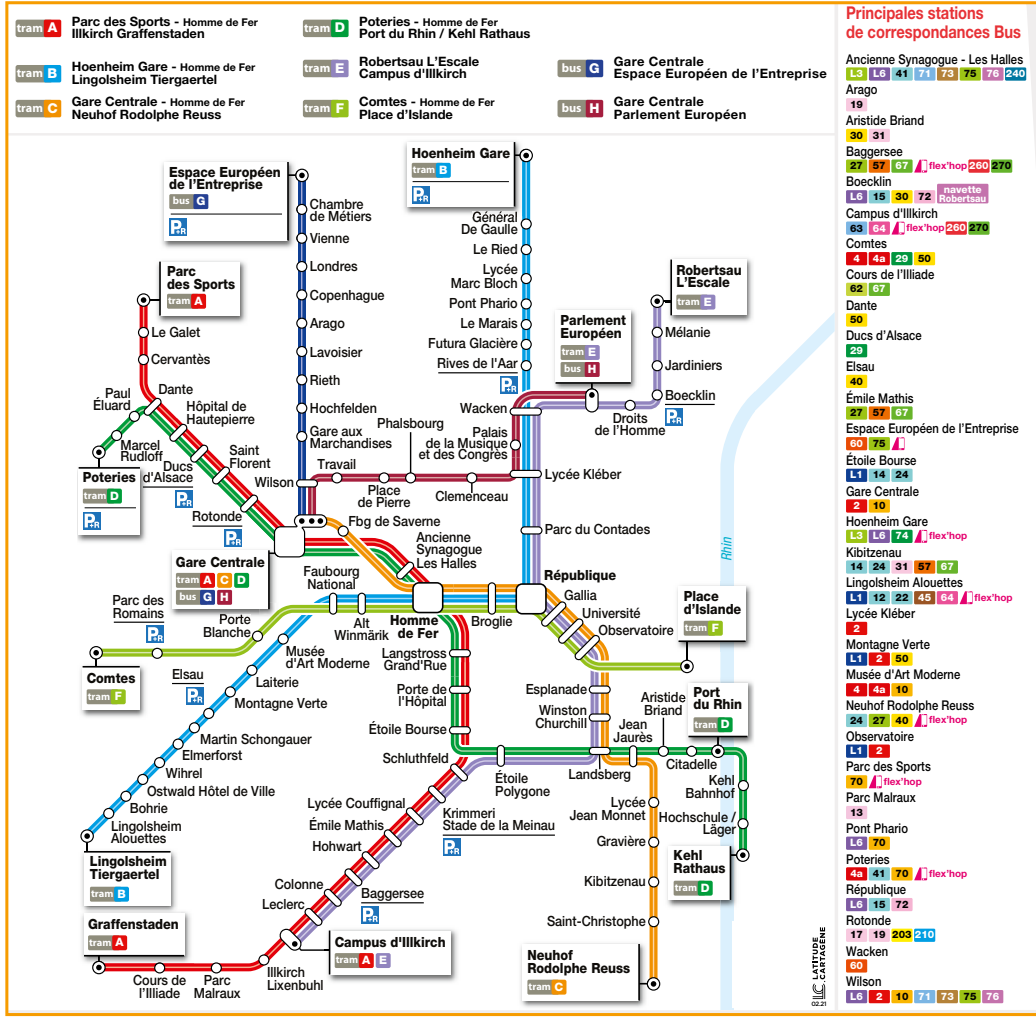 tram A Parc des Sports - Homme de Fer
Illkirch Graffenstaden
tram B Hoenheim Gare - Homme de Fer
Lingolsheim Tiergaertel
tram C Gare Centrale - Homme de Fer
Neuhof Rodolphe Reuss
tram D Poteries - Homme de Fer
Port du Rhin / Kehl Rathaus
tram E Robertsau L'Escale
Campus d'Illkirch
tram F Comtes - Homme de Fer
Place d'Islande
bus G Gare Centrale
Espace Européen de l'Entreprise
bus H Gare Centrale
Parlement Européen
Espace Européen
de l'Entreprise
bus G
P+R
Chambre
de Métiers
Vienne
Londres
Copenhague
Arago
Lavoisier
Rieth
Hochfelden
Gare aux
Marchandises
Wilson
Hoenheim Gare
tram B
P+R
Général
De Gaulle
Le Ried
Lycée
Marc Bloch
Pont Phario
Le Marais
Futura Glacière
Rives de l'Aar
P+R
Wacken
Palais
de la Musique
et des Congrès
Lycée Kléber
Parc du Contades
Robertsau
L'Escale
tram E
Mélanie
Jardiniers
Boecklin
P+R
Droits
de l'Homme
Parlement
Européen
tram E
bus H
Travail
Phalsbourg
Place
de Pierre
Clemenceau
Parc
des Sports
tram A
Le Galet
Cervantès
Dante
Paul
Éluard
Marcel
Rudloff
Poteries
tram D
P+R
Hôpital de
Hautepierre
Ducs
d'Alsace
P+R
Saint
Florent
Rotonde
P+R
Gare Centrale
tram A C D
bus G H
Fbg de Saverne
Ancienne
Synagogue
Les Halles
Homme
de Fer
République
Broglie
Faubourg
National
Alt
Winmärik
Musée
d'Art Moderne
Laiterie
Montagne Verte
Elsau
P+R
Martin Schongauer
Elmerforst
Wihrel
Ostwald Hôtel de Ville
Bohrie
Lingolsheim
Alouettes
Lingolsheim
Tiergaertel
tram B
Parc des
Romains
P+R
Porte
Blanche
Comtes
tram F
Gallia
Université
Observatoire
Place
d'Islande
tram F
Langstross
Grand'Rue
Porte de
l'Hôpital
Étoile Bourse
Schluthfeld
Étoile
Polygone
Esplanade
Winston
Churchill
Landsberg
Jean
Jaurès
Aristide
Briand
Citadelle
Port
du Rhin
tram D
Kehl
Bahnhof
Hochschule /
Läger
Kehl
Rathaus
tram D
Lycée
Jean Monnet
Gravière
Kibitzenau
Saint-Christophe
Neuhof
Rodolphe Reuss
tram C
Krimmeri
Stade de la Meinau
P+R
Lycée Couffignal
Émile Mathis
Hohwart
Baggersee
P+R
Colonne
Leclerc
Campus d'Illkirch
tram A E
Illkirch
Lixenbuhl
Parc
Malraux
Cours de
l'Illiade
Graffenstaden
tram A
Rhin
LATITUDE
CARTAGÈNE
02.21
Principales stations
de correspondances Bus
Ancienne Synagogue - Les Halles
L3 L6 41 71 73 75 76 240
Arago
19
Aristide Briand
30 31
Baggersee
27 57 67 flex'hop 260 270
Boecklin
L6 15 30 72 navette Robertsau
Campus d'Illkirch
63 64 flex'hop 260 270
Comtes
4 4a 29 50
Cours de l'Illiade
62 67
Dante
50
Ducs d'Alsace
29
Elsau
40
Émile Mathis
27 57 67
Espace Européen de l'Entreprise
60 75
Étoile Bourse
L1 14 24
Gare Centrale
2 10
Hoenheim Gare
L3 L6 74 flex'hop
Kibitzenau
14 24 31 57 67
Lingolsheim Alouettes
L1 12 22 45 64 flex'hop
Lycée Kléber
2
Montagne Verte
L1 2 50
Musée d'Art Moderne
4 4a 10
Neuhof Rodolphe Reuss
24 27 40 flex'hop
Observatoire
L1 2
Parc des Sports
70 flex'hop
Parc Malraux
13
Pont Phario
L6 70
Poteries
4a 41 70 flex'hop
République
L6 15 72
Rotonde
17 19 203 210
Wacken
60
Wilson
L6 2 10 71 73 75 76